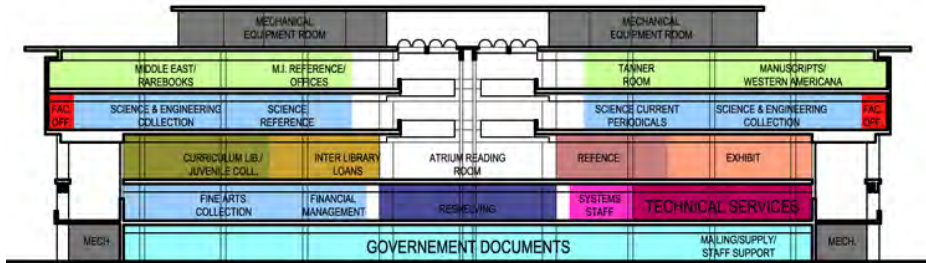 MECHANICAL
EQUIPMENT ROOM
MECHANICAL
EQUIPMENT ROOM
MIDDLE EAST/
RAREBOOKS
M.I. REFERENCE/
OFFICES
TANNER
ROOM
MANUSCRIPTS/
WESTERN AMERICANA
FAC.
OFF.
SCIENCE & ENGINEERING
COLLECTION
SCIENCE
REFERENCE
SCIENCE CURRENT
PERIODICALS
SCIENCE & ENGINEERING
COLLECTION
FAC.
OFF.
CURRICULUM LIB./
JUVENILE COLL.
INTER LIBRARY
LOANS
ATRIUM READING
ROOM
REFENCE
EXHIBIT
FINE ARTS
COLLECTION
FINANCIAL
MANAGEMENT
RESHELVING
SYSTEMS
STAFF
TECHNICAL SERVICES
MECH.
GOVERNEMENT DOCUMENTS
MAILING/SUPPLY/
STAFF SUPPORT
MECH.